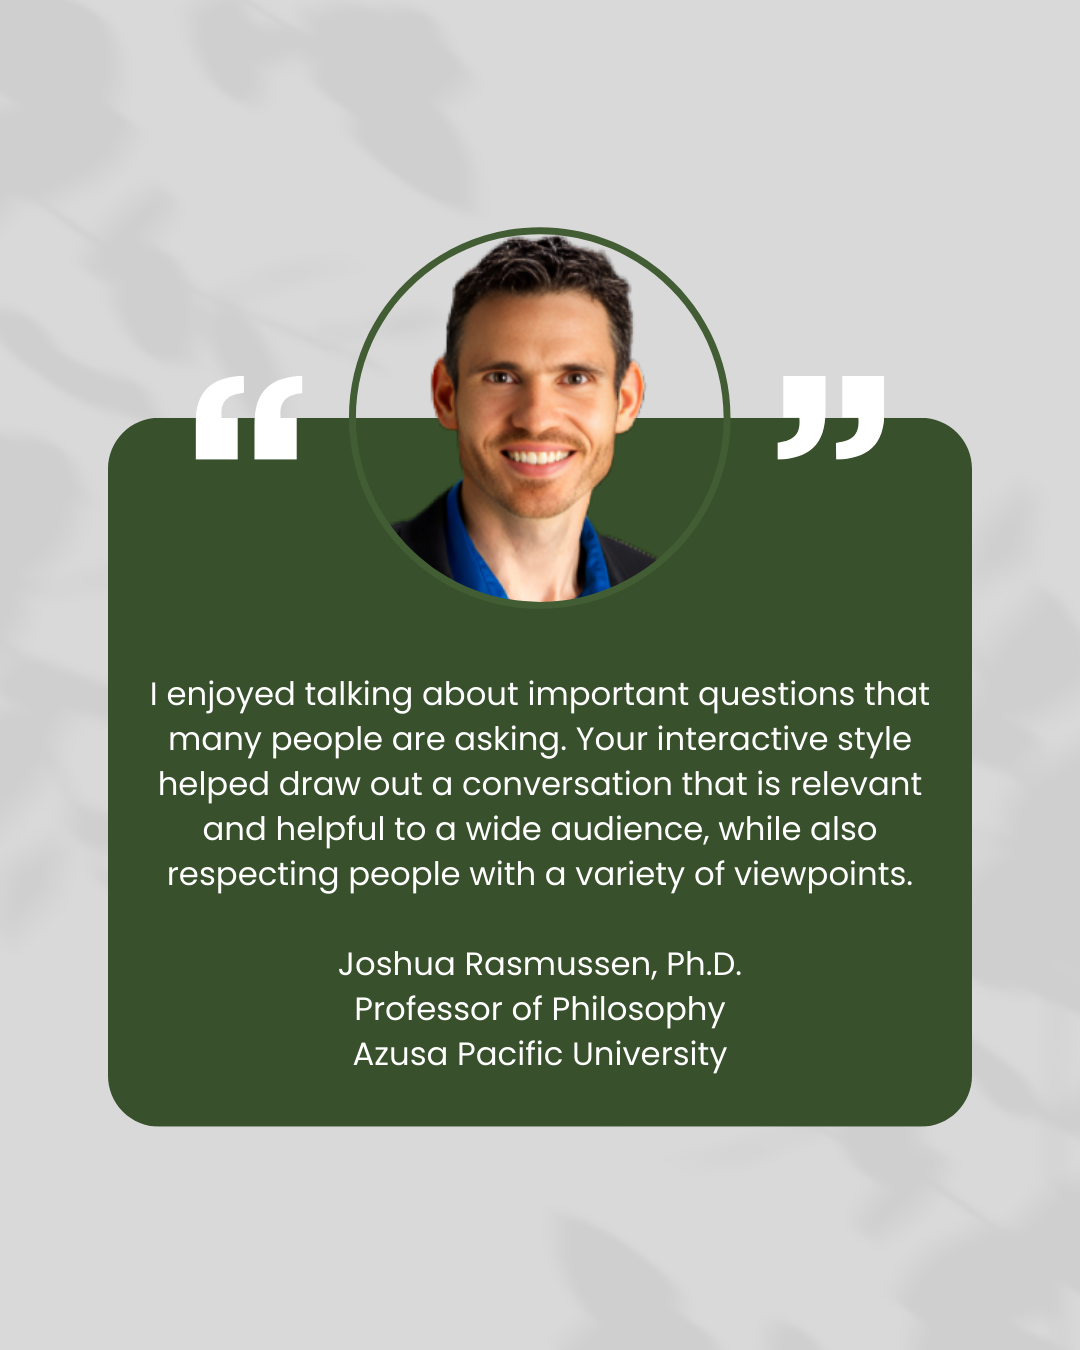 “ ”
I enjoyed talking about important questions that
many people are asking. Your interactive style
helped draw out a conversation that is relevant
and helpful to a wide audience, while also
respecting people with a variety of viewpoints.
Joshua Rasmussen, Ph.D.
Professor of Philosophy
Azusa Pacific University